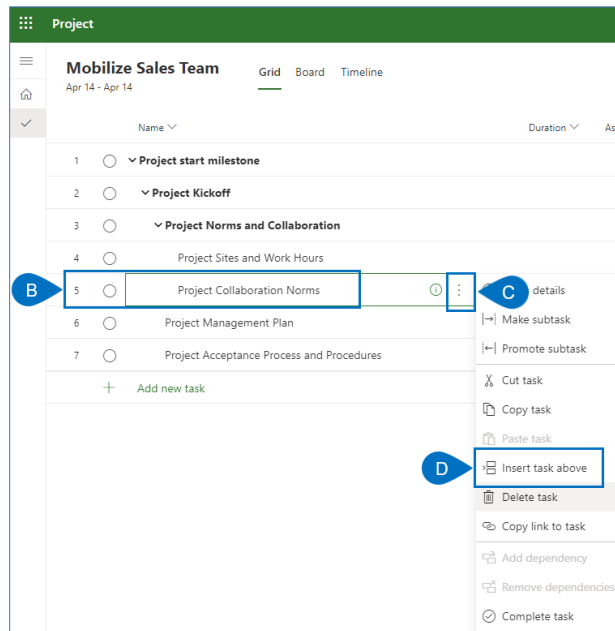 Project
Mobilize Sales Team Grid Board Timeline
Apr 14 - Apr 14
Name Duration As
1 Project start milestone
2 Project Kickoff
3 Project Norms and Collaboration
4 Project Sites and Work Hours
B 5 Project Collaboration Norms C details
Make subtask
6 Project Management Plan
Promote subtask
7 Project Acceptance Process and Procedures
Cut task
Add new task
Copy task
Paste task
D Insert task above
Delete task
Copy link to task
Add dependency
Remove dependencies
Complete task